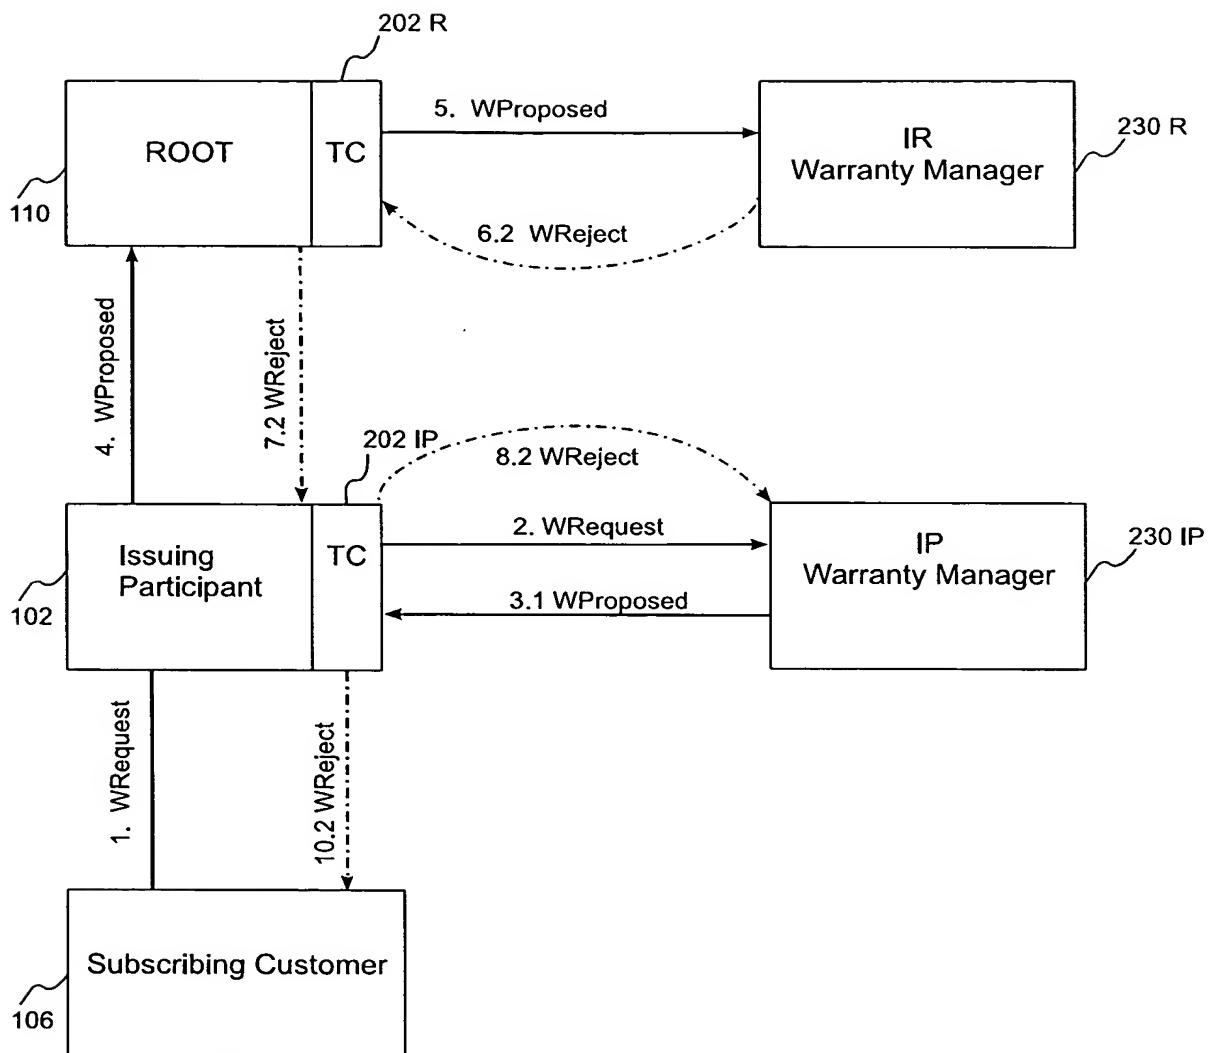 202 R
5. WProposed
ROOT
TC
IR
Warranty Manager
230 R
110
6.2 WReject
4. WProposed
7.2 WReject
202 IP
8.2 WReject
2. WRequest
Issuing
Participant
TC
IP
Warranty Manager
230 IP
3.1 WProposed
102
1. WRequest
10.2 WReject
Subscribing Customer
106